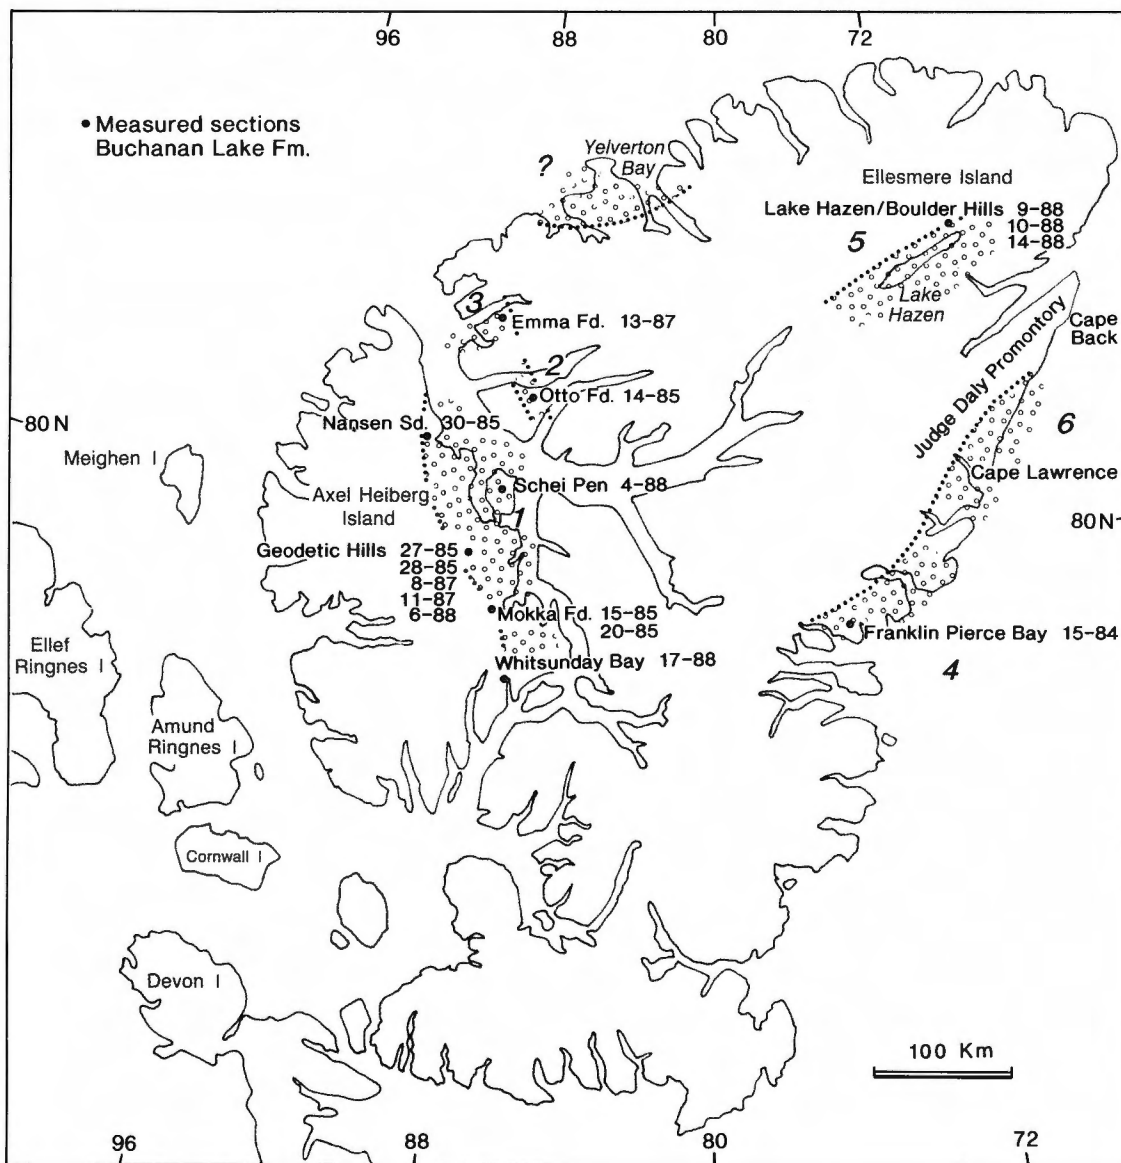 96 88 80 72
• Measured sections
Buchanan Lake Fm.
Yelverton
Bay
?
Ellesmere Island
Lake Hazen/Boulder Hills 9-88
10-88
14-88
5
Lake
Hazen
3
Emma Fd. 13-87
Cape
Back
Judge Daly Promontory
2
Otto Fd. 14-85
80 N
Nansen Sd. 30-85
6
Meighen I
Cape Lawrence
Schei Pen 4-88
Axel Heiberg
Island
1
80N
Geodetic Hills 27-85
28-85
8-87
11-87
6-88
Mokka Fd. 15-85
20-85
Franklin Pierce Bay 15-84
4
Ellef
Ringnes I
Whitsunday Bay 17-88
Amund
Ringnes I
Cornwall I
Devon I
100 Km
96 88 80 72